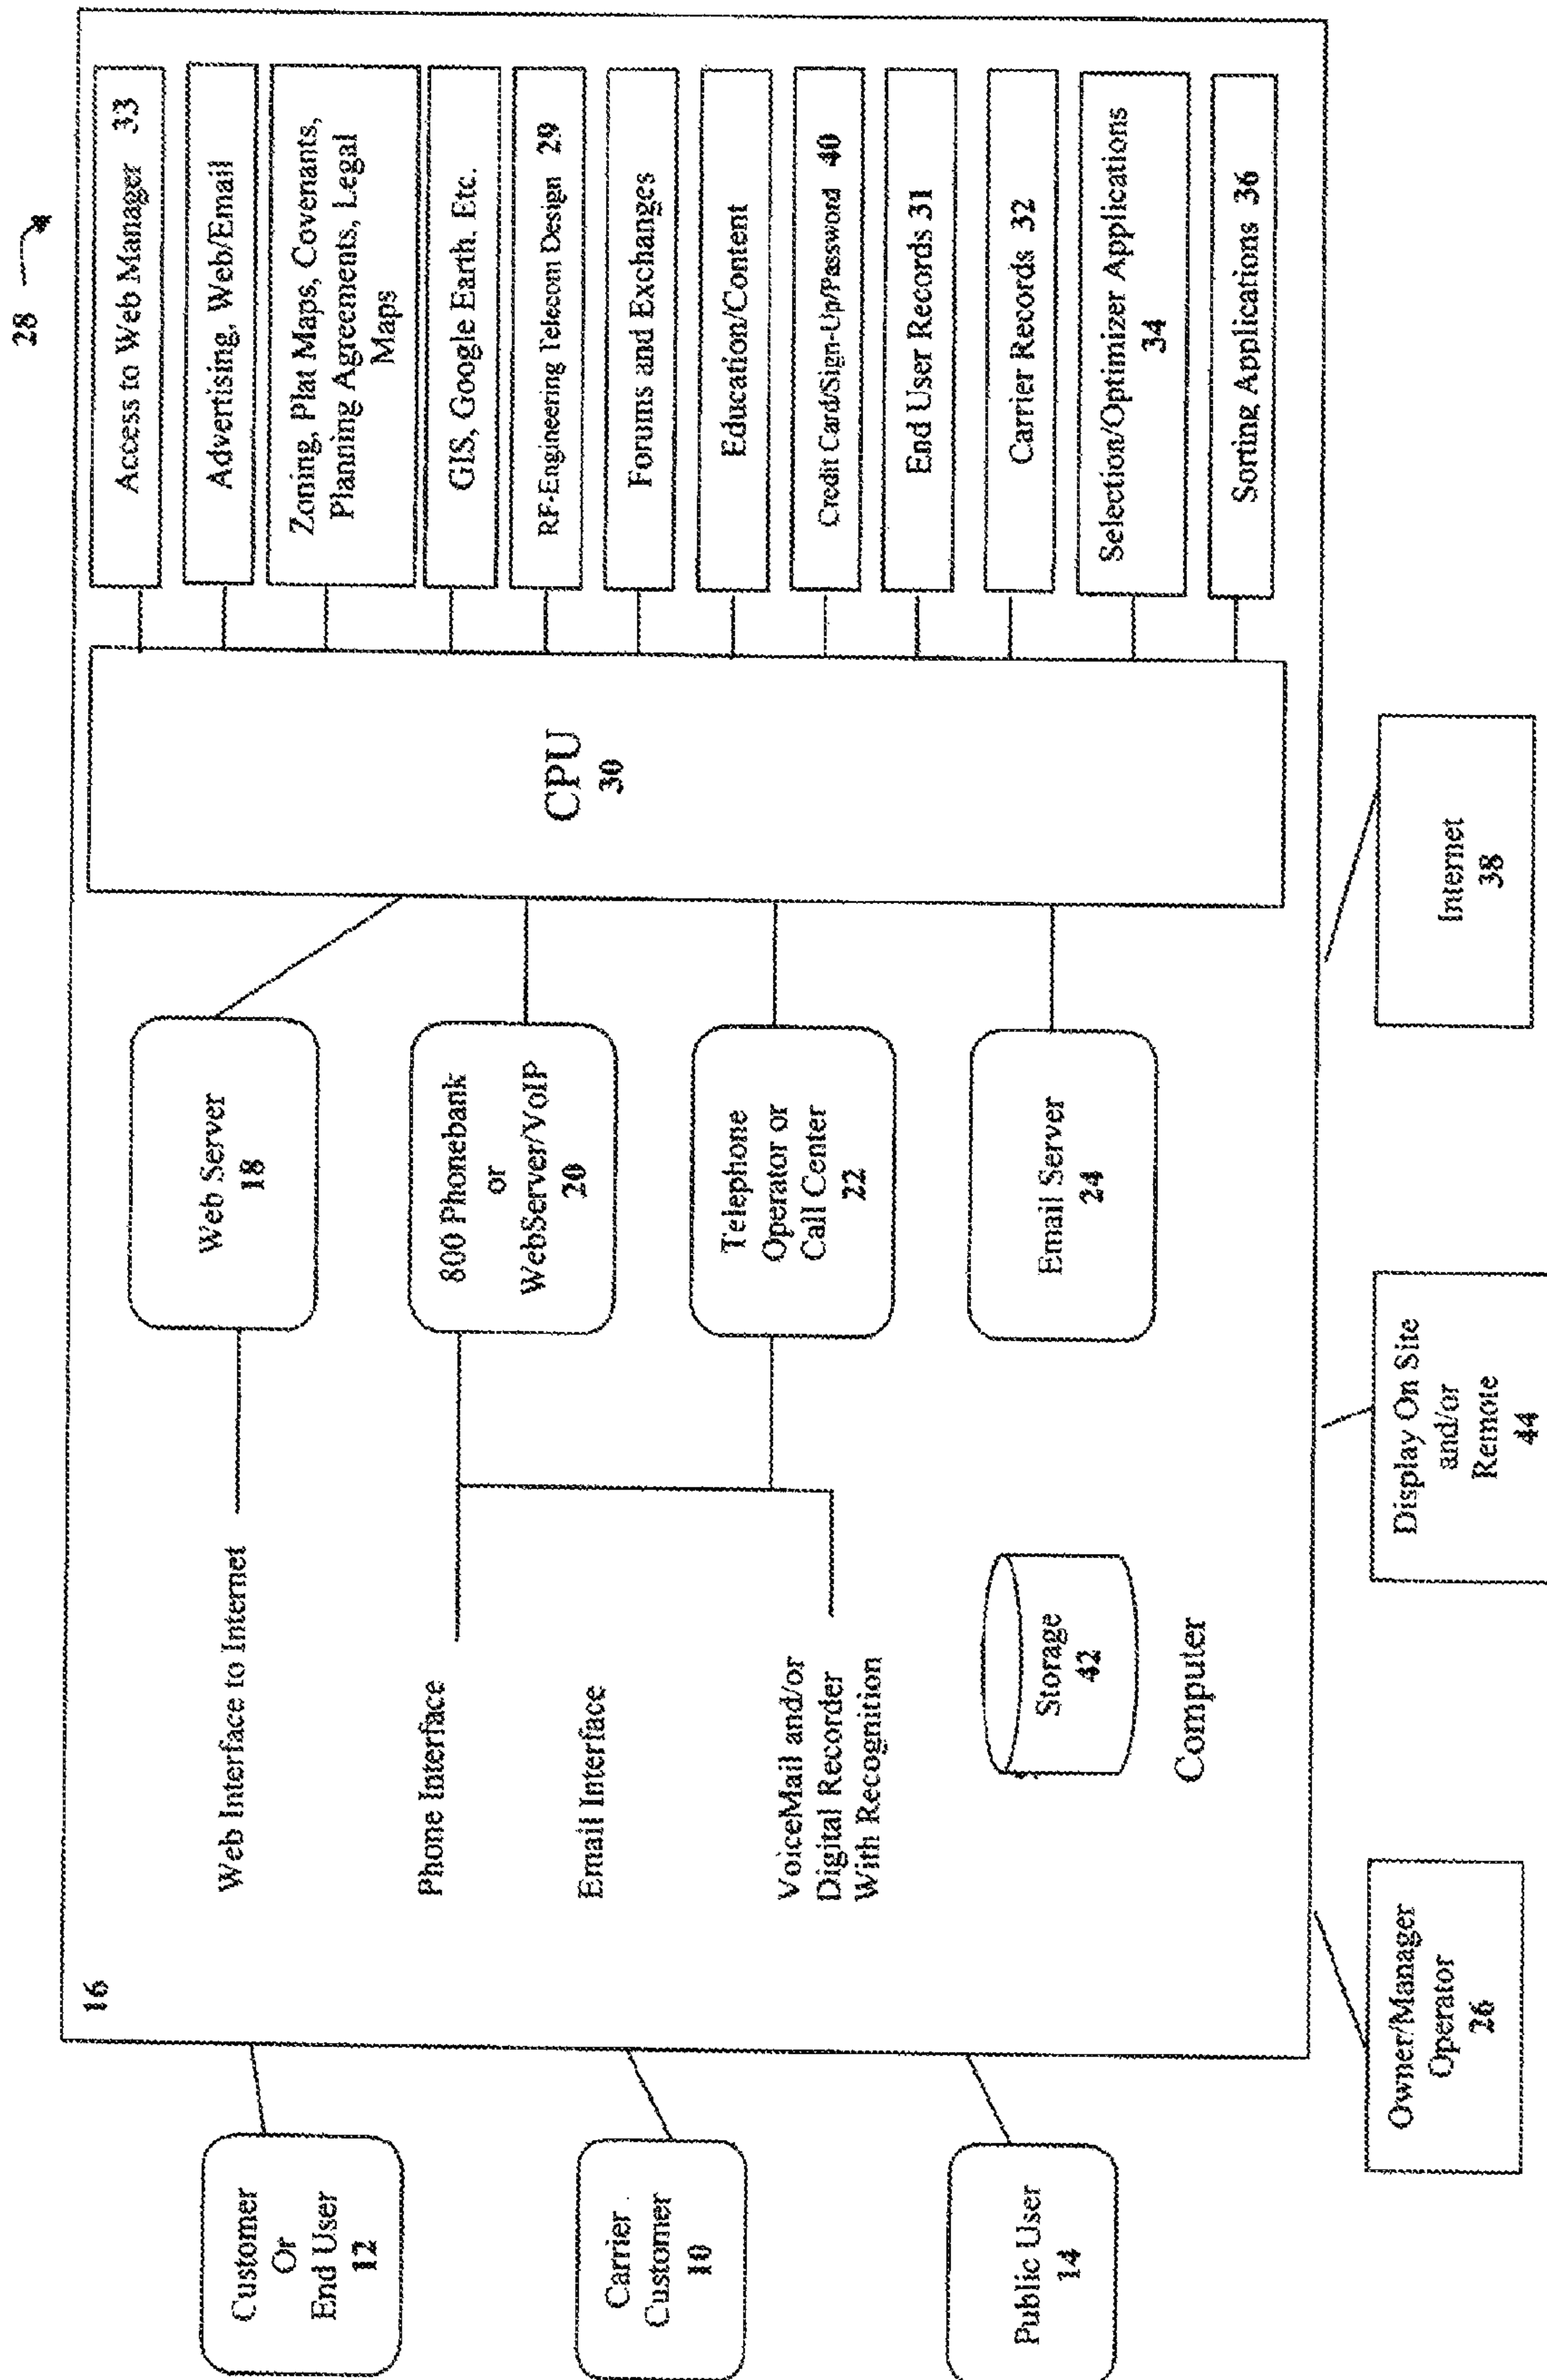 28
16
Customer
Or
End User
12
Carrier
Customer
10
Public User
14
Web Interface to Internet
Phone Interface
Email Interface
VoiceMail and/or
Digital Recorder
With Recognition
Storage
42
Computer
Web Server
18
800 Phonebank
or
WebServer/VoIP
20
Telephone
Operator or
Call Center
22
Email Server
24
CPU
30
Access to Web Manager 33
Advertising, Web/Email
Zoning, Plat Maps, Covenants,
Planning Agreements, Legal
Maps
GIS, Google Earth, Etc.
RF-Engineering Telecom Design 29
Forums and Exchanges
Education/Content
Credit Card/Sign-Up/Password 40
End User Records 31
Carrier Records 32
Selection/Optimizer Applications
34
Sorting Applications 36
Owner/Manager
Operator
26
Display On Site
and/or
Remote
44
Internet
38